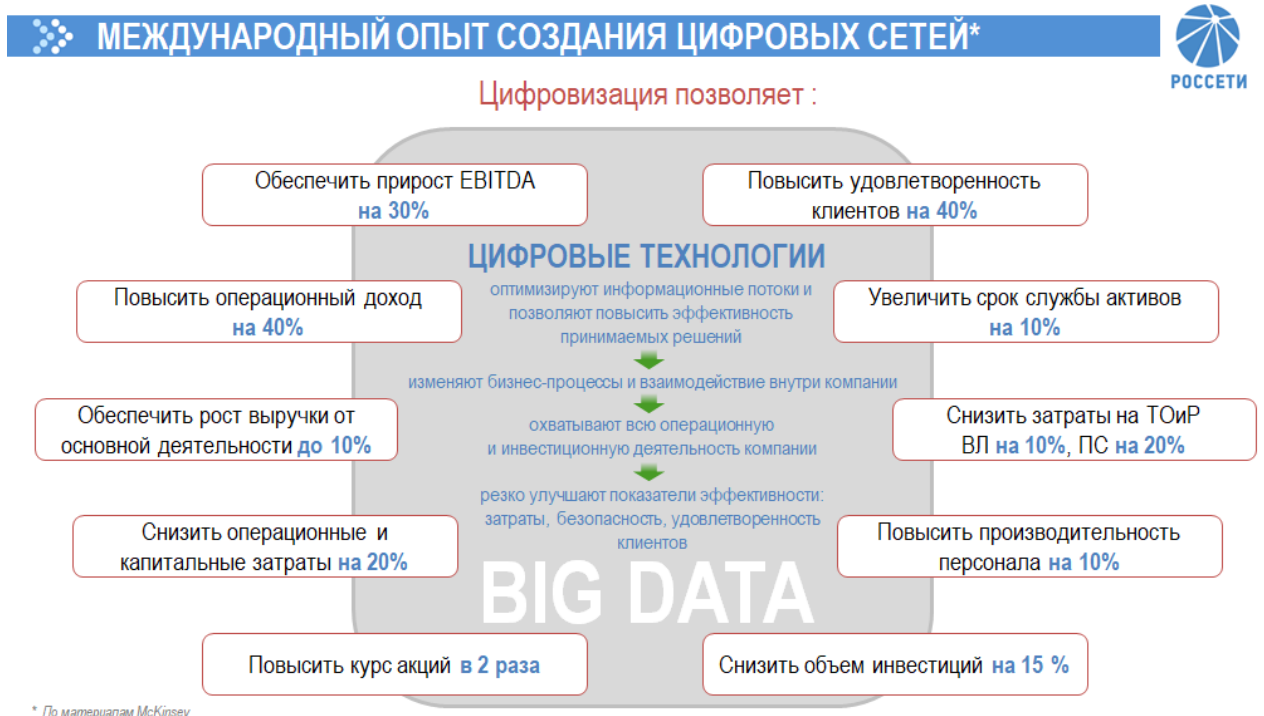 МЕЖДУНАРОДНЫЙ ОПЫТ СОЗДАНИЯ ЦИФРОВЫХ СЕТЕЙ*
РОССЕТИ
Цифровизация позволяет :
Обеспечить прирост EBITDA
на 30%
Повысить удовлетворенность
клиентов на 40%
ЦИФРОВЫЕ ТЕХНОЛОГИИ
оптимизируют информационные потоки и
позволяют повысить эффективность
принимаемых решений
Повысить операционный доход
на 40%
Увеличить срок службы активов
на 10%
изменяют бизнес-процессы и взаимодействие внутри компании
Обеспечить рост выручки от
основной деятельности до 10%
охватывают всю операционную
и инвестиционную деятельность компании
Снизить затраты на ТОиР
ВЛ на 10%, ПС на 20%
резко улучшают показатели эффективности:
затраты, безопасность, удовлетворенность
клиентов
Снизить операционные и
капитальные затраты на 20%
Повысить производительность
персонала на 10%
BIG DATA
Повысить курс акций в 2 раза
Снизить объем инвестиций на 15 %
* По материалам McKinsey